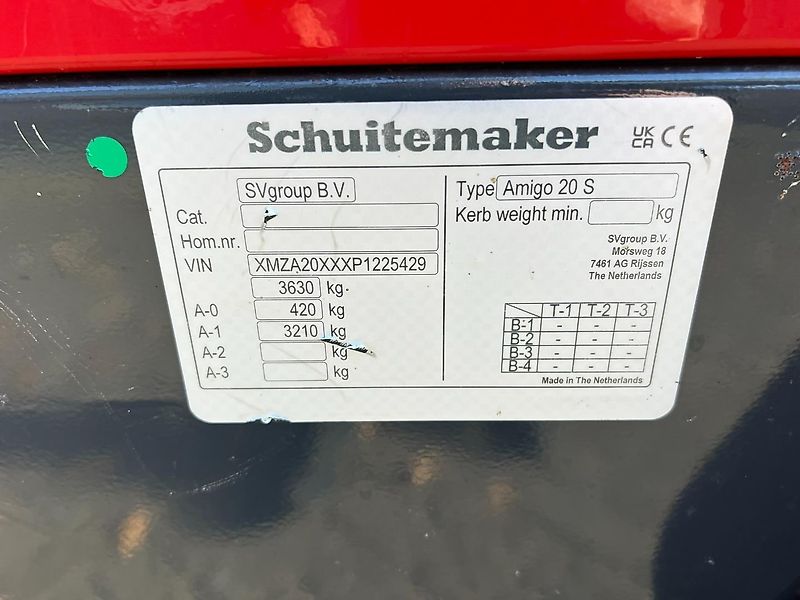 Schuitemaker UK CA CE
SVgroup B.V.
Cat.
Hom.nr.
VIN XMZA20XXXP1225429
3630 kg
A-0 420 kg
A-1 3210 kg
A-2 kg
A-3 kg
Type Amigo 20 S
Kerb weight min. kg
SVgroup B.V.
Morsweg 18
7461 AG Rijssen
The Netherlands
T-1 T-2 T-3
B-1 - - -
B-2 - - -
B-3 - - -
B-4 - - -
Made in The Netherlands